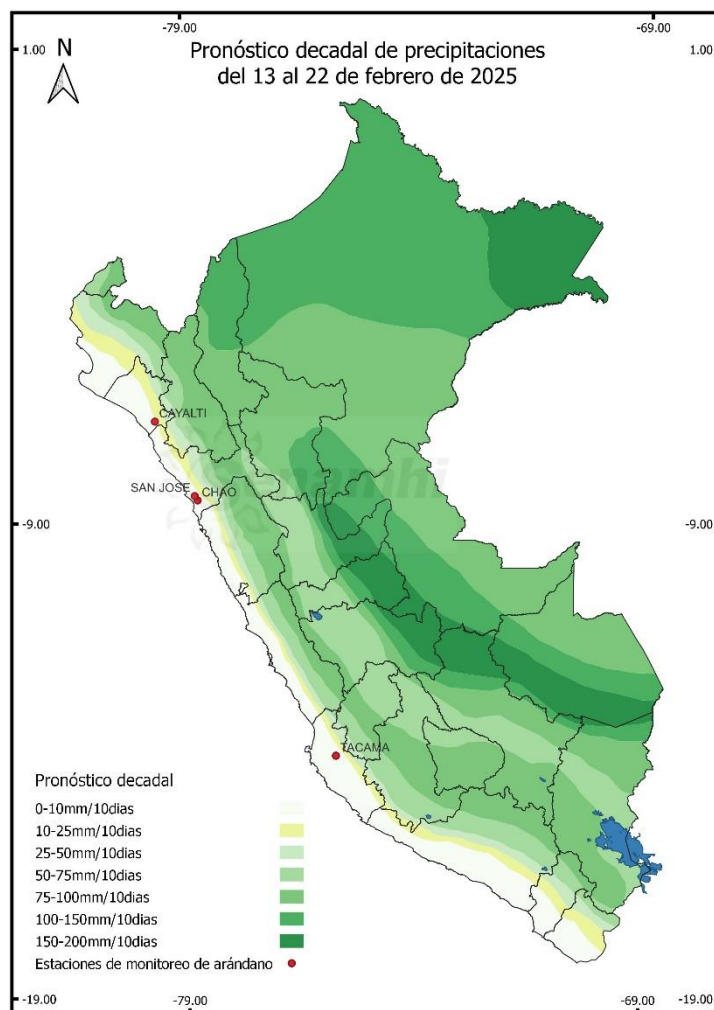 -79.00
-69.00
1.00
1.00
N
Pronóstico decadal de precipitaciones
del 13 al 22 de febrero de 2025
CAYALTI
SAN JOSE
CHAO
senamhi
-9.00
-9.00
TACAMA
Pronóstico decadal
0-10mm/10dias
10-25mm/10dias
25-50mm/10dias
50-75mm/10dias
75-100mm/10dias
100-150mm/10dias
150-200mm/10dias
Estaciones de monitoreo de arándano
-19.00
-19.00
-79.00
-69.00